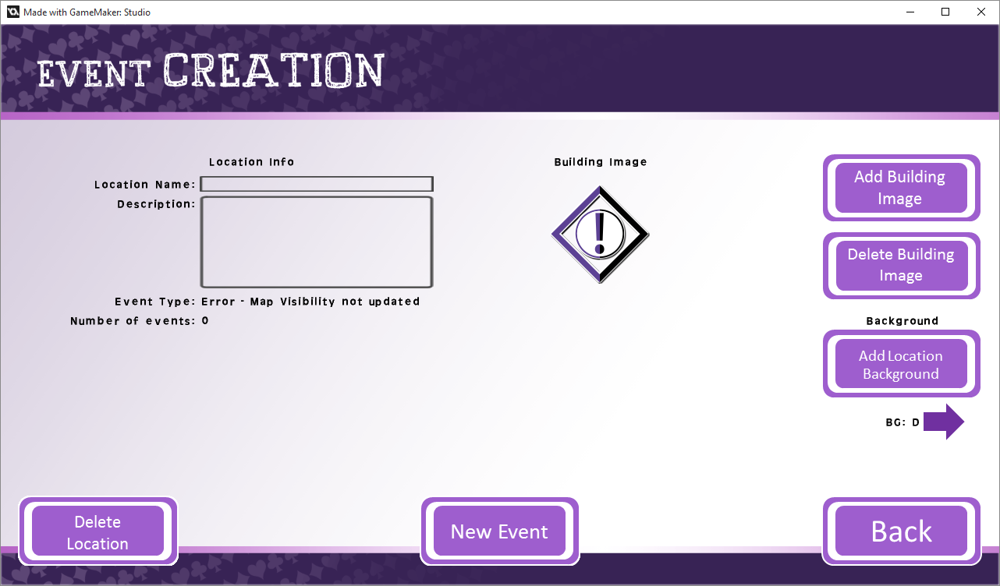 Made with GameMaker: Studio
EVENT CREATION
Location Info
Building Image
Location Name:
Description:
Event Type: Error - Map Visibility not updated
Number of events: 0
Add Building
Image
Delete Building
Image
Background
Add Location
Background
BG: D
Delete
Location
New Event
Back